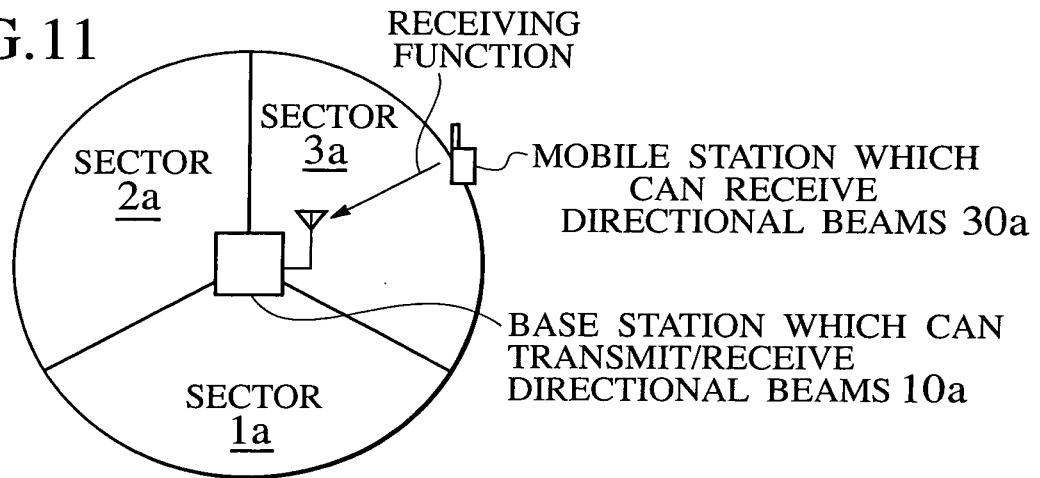 G.11
RECEIVING
FUNCTION
SECTOR
3a
SECTOR
2a
MOBILE STATION WHICH
CAN RECEIVE
DIRECTIONAL BEAMS 30a
BASE STATION WHICH CAN
TRANSMIT/RECEIVE
DIRECTIONAL BEAMS 10a
SECTOR
1a